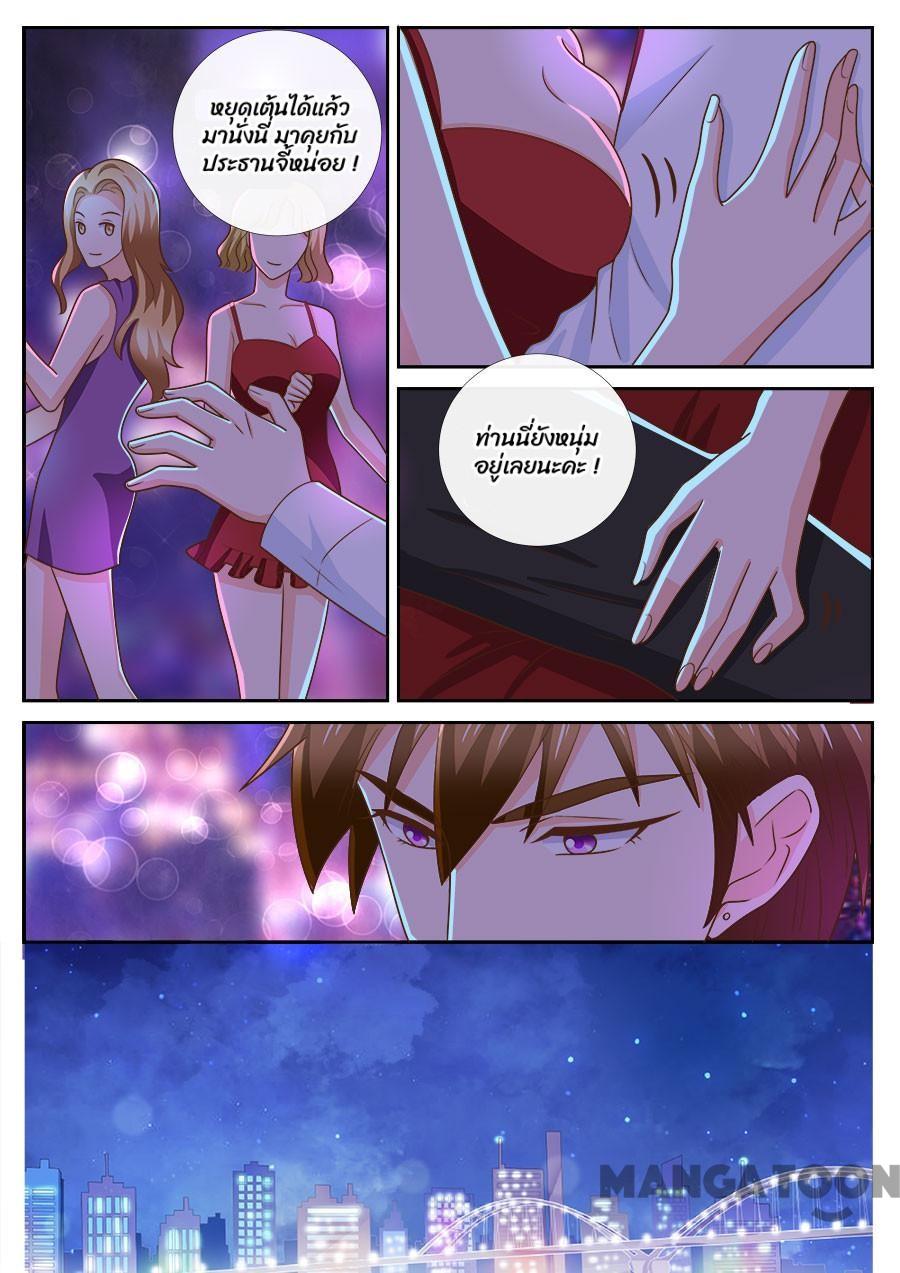 หยุดเต้นได้แล้ว
มานั่งนี่ มาคุยกับ
ประธานจี้หน่อย !
ท่านนี่ยังหนุ่ม
อยู่เลยนะคะ !
MANGATOON